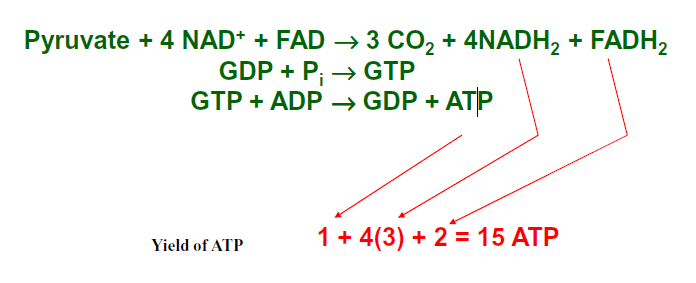 Pyruvate + 4 NAD⁺ + FAD → 3 CO₂ + 4NADH₂ + FADH₂
GDP + Pᵢ → GTP
GTP + ADP → GDP + ATP
Yield of ATP 1 + 4(3) + 2 = 15 ATP